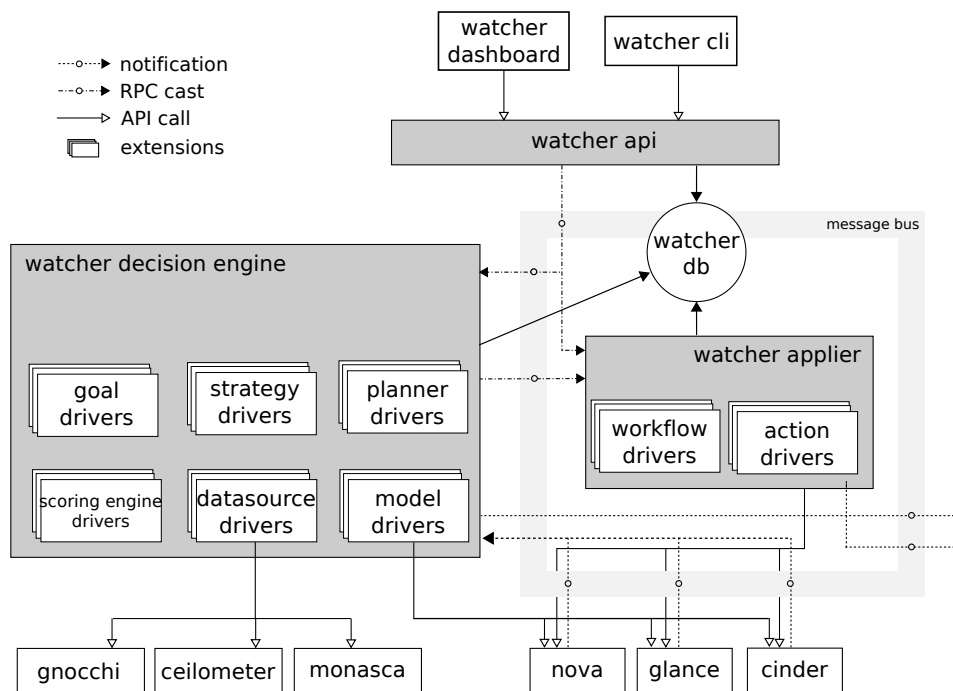 watcher
dashboard
watcher cli
notification
RPC cast
API call
extensions
watcher api
message bus
watcher
db
watcher decision engine
watcher applier
goal
drivers
strategy
drivers
planner
drivers
workflow
drivers
action
drivers
scoring engine
drivers
datasource
drivers
model
drivers
gnocchi
ceilometer
monasca
nova
glance
cinder